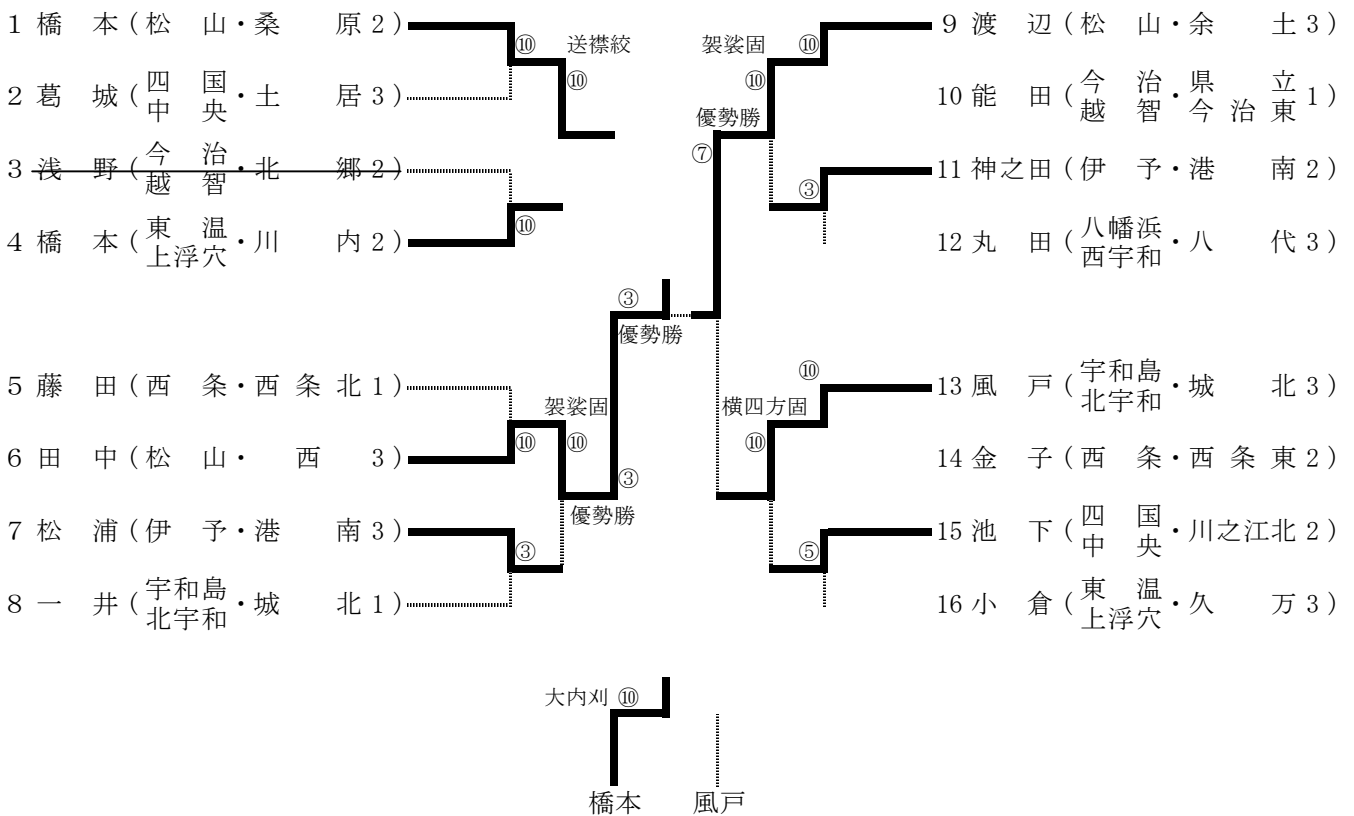 1 橋 本 (松 山・桑 原 2)
2 葛 城 (四 国 中 央・土 居 3)
3 浅 野 (今 治 越 智・北 郷 2)
4 橋 本 (東 温 上浮穴・川 内 2)
5 藤 田 (西 条・西 条 北 1)
6 田 中 (松 山・ 西 3)
7 松 浦 (伊 予・港 南 3)
8 一 井 (宇和島 北宇和・城 北 1)
⑩
送襟絞
⑩
⑩
③
優勢勝
袈裟固
⑩
⑩
③
優勢勝
③
袈裟固
⑩
⑩
優勢勝
⑦
③
⑩
横四方固
⑩
⑤
9 渡 辺 (松 山・余 土 3)
10 能 田 (今 治 越 智・県 立 今 治 東 1)
11 神之田 (伊 予・港 南 2)
12 丸 田 (八幡浜 西宇和・八 代 3)
13 風 戸 (宇和島 北宇和・城 北 3)
14 金 子 (西 条・西 条 東 2)
15 池 下 (四 国 中 央・川之江北 2)
16 小 倉 (東 温 上浮穴・久 万 3)
大内刈 ⑩
橋本 風戸